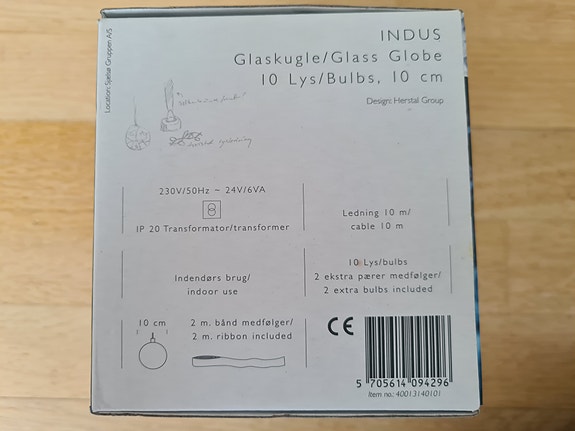 Location: Sjælsø Gruppen A/S
INDUS
Glaskugle/Glass Globe
10 Lys/Bulbs, 10 cm
Design: Herstal Group
230V/50Hz ~ 24V/6VA
IP 20 Transformator/transformer
Ledning 10 m/
cable 10 m
Indendørs brug/
indoor use
10 Lys/bulbs
2 ekstra pærer medfølger/
2 extra bulbs included
10 cm
2 m. bånd medfølger/
2 m. ribbon included
CE
5 705614 094296
Item no.: 40013140101